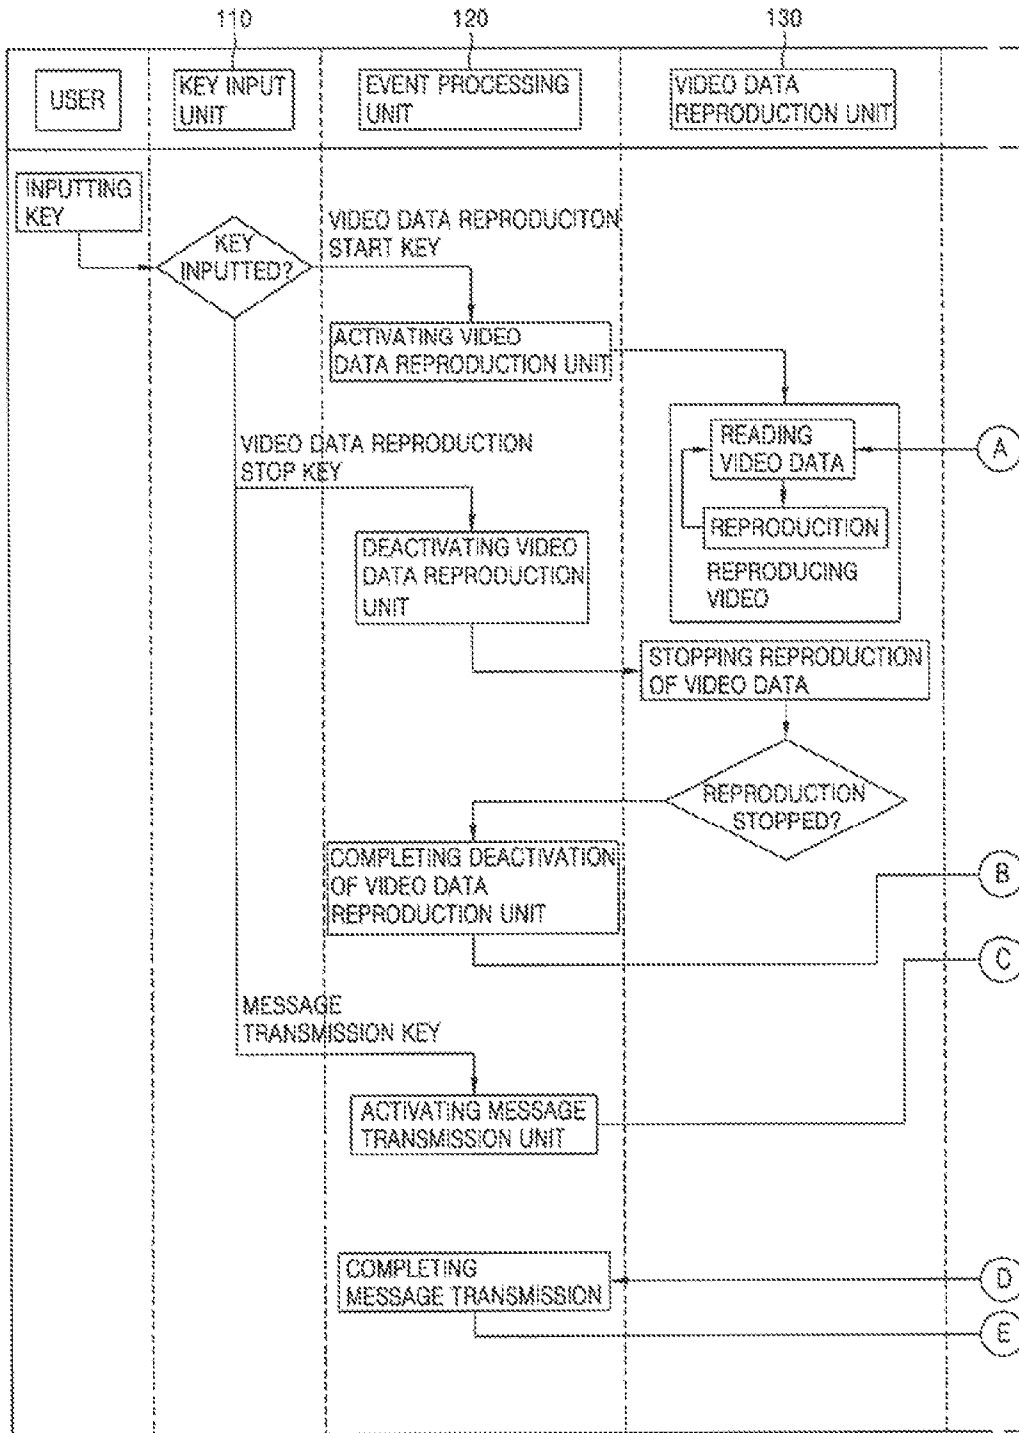 110
120
130
USER
KEY INPUT
UNIT
EVENT PROCESSING
UNIT
VIDEO DATA
REPRODUCTION UNIT
INPUTTING
KEY
KEY
INPUTTED?
VIDEO DATA REPRODUCITON
START KEY
ACTIVATING VIDEO
DATA REPRODUCTION UNIT
VIDEO DATA REPRODUCTION
STOP KEY
READING
VIDEO DATA
A
REPRODUCITION
REPRODUCING
VIDEO
DEACTIVATING VIDEO
DATA REPRODUCTION
UNIT
STOPPING REPRODUCTION
OF VIDEO DATA
REPRODUCTION
STOPPED?
COMPLETING DEACTIVATION
OF VIDEO DATA
REPRODUCTION UNIT
B
C
MESSAGE
TRANSMISSION KEY
ACTIVATING MESSAGE
TRANSMISSION UNIT
COMPLETING
MESSAGE TRANSMISSION
D
E